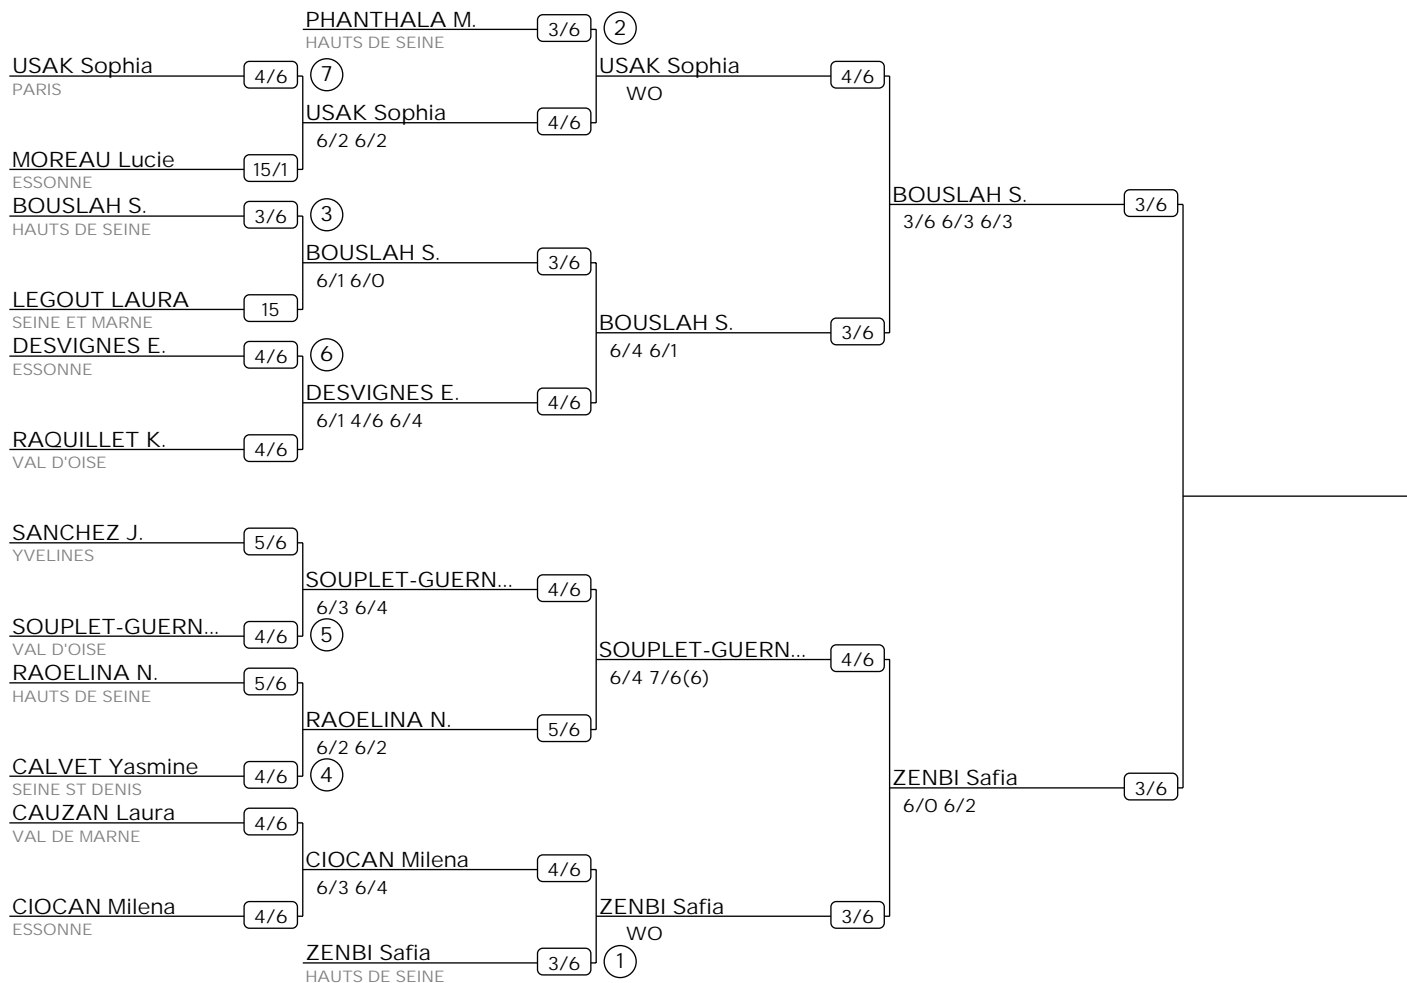 PHANTHALA M. 3/6 2
HAUTS DE SEINE
USAK Sophia 4/6 7
PARIS
USAK Sophia 4/6
WO
USAK Sophia 4/6
6/2 6/2
MOREAU Lucie 15/1
ESSONNE
BOUSLAH S. 3/6 3
HAUTS DE SEINE
BOUSLAH S. 3/6
3/6 6/3 6/3
BOUSLAH S. 3/6
6/1 6/0
LEGOUT LAURA 15
SEINE ET MARNE
BOUSLAH S. 3/6
6/4 6/1
DESVIGNES E. 4/6 6
ESSONNE
DESVIGNES E. 4/6
6/1 4/6 6/4
RAQUILLET K. 4/6
VAL D'OISE
SANCHEZ J. 5/6
YVELINES
SOUPLET-GUERN... 4/6
6/3 6/4
SOUPLET-GUERN... 4/6 5
VAL D'OISE
SOUPLET-GUERN... 4/6
6/4 7/6(6)
RAOELINA N. 5/6
HAUTS DE SEINE
RAOELINA N. 5/6
6/2 6/2
CALVET Yasmine 4/6 4
SEINE ST DENIS
ZENBI Safia 3/6
6/0 6/2
CAUZAN Laura 4/6
VAL DE MARNE
CIOCAN Milena 4/6
6/3 6/4
CIOCAN Milena 4/6
ESSONNE
ZENBI Safia 3/6
WO
ZENBI Safia 3/6 1
HAUTS DE SEINE